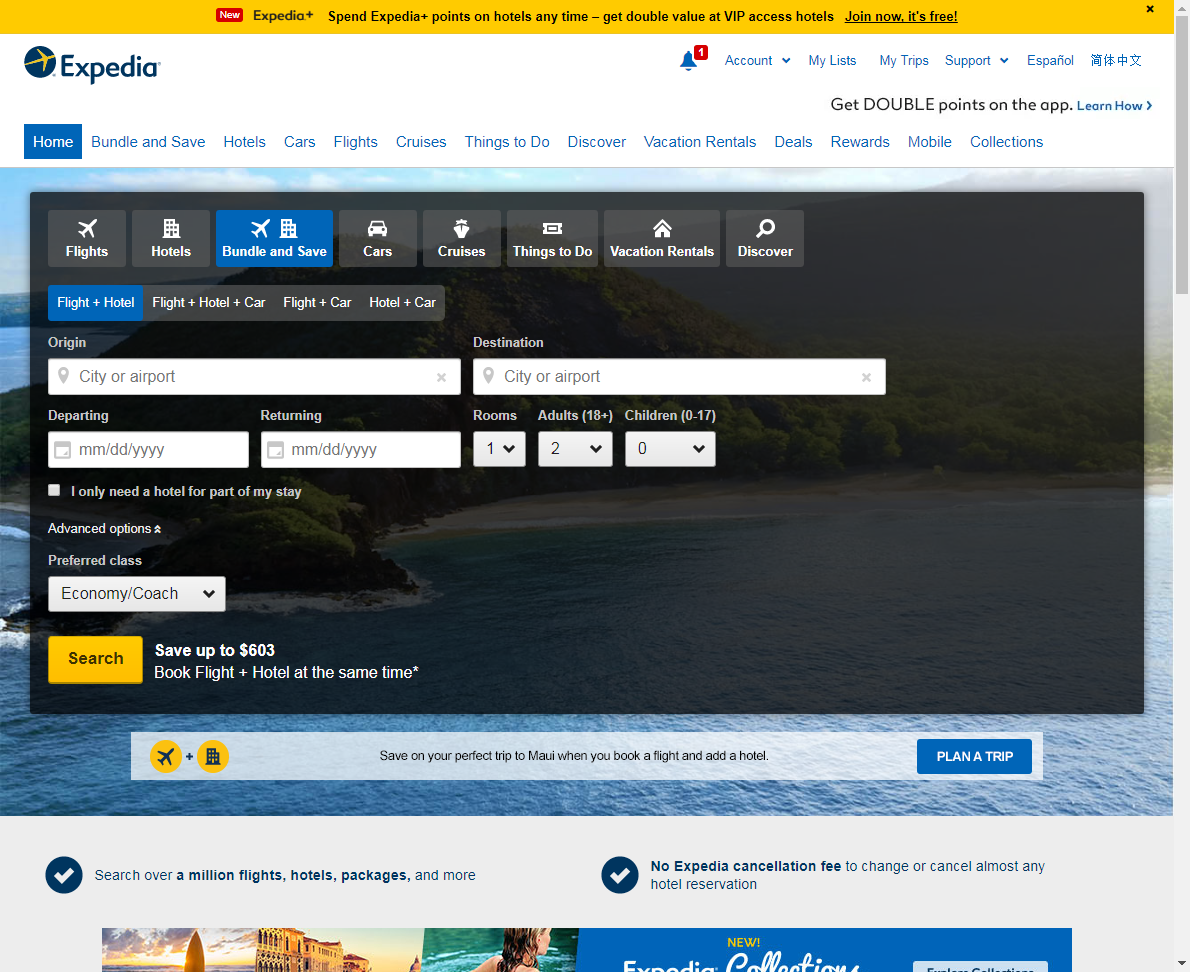 New Expedia+ Spend Expedia+ points on hotels any time – get double value at VIP access hotels Join now, it's free!
Expedia
1 Account My Lists My Trips Support Español 简体中文
Get DOUBLE points on the app. Learn How
Home Bundle and Save Hotels Cars Flights Cruises Things to Do Discover Vacation Rentals Deals Rewards Mobile Collections
Flights Hotels Bundle and Save Cars Cruises Things to Do Vacation Rentals Discover
Flight + Hotel Flight + Hotel + Car Flight + Car Hotel + Car
Origin Destination
City or airport City or airport
Departing Returning Rooms Adults (18+) Children (0-17)
mm/dd/yyyy mm/dd/yyyy 1 2 0
I only need a hotel for part of my stay
Advanced options
Preferred class
Economy/Coach
Search Save up to $603
Book Flight + Hotel at the same time*
+ Save on your perfect trip to Maui when you book a flight and add a hotel. PLAN A TRIP
Search over a million flights, hotels, packages, and more
No Expedia cancellation fee to change or cancel almost any
hotel reservation
NEW!
Expedia Collections Explore Collections